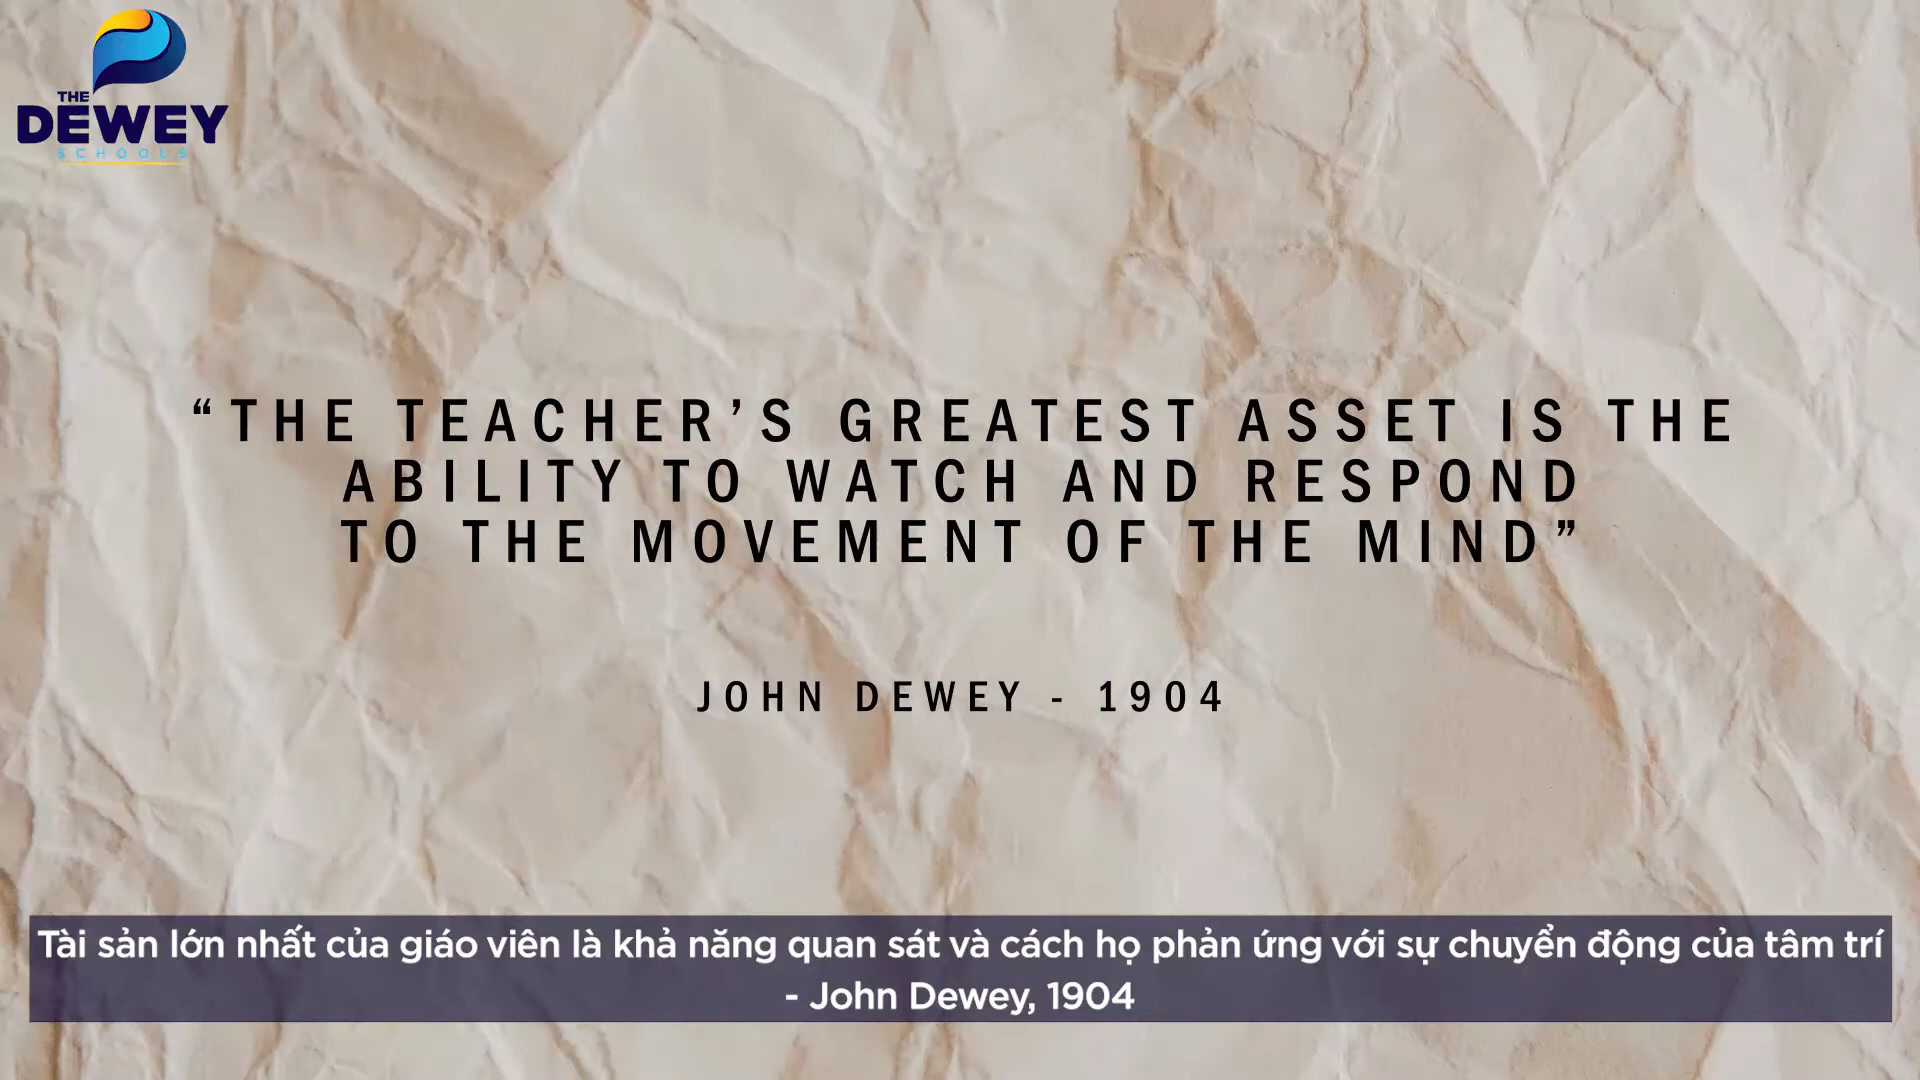 THE
DEWEY
SCHOOLS
“THE TEACHER’S GREATEST ASSET IS THE
ABILITY TO WATCH AND RESPOND
TO THE MOVEMENT OF THE MIND”
JOHN DEWEY - 1904
Tài sản lớn nhất của giáo viên là khả năng quan sát và cách họ phản ứng với sự chuyển động của tâm trí
- John Dewey, 1904